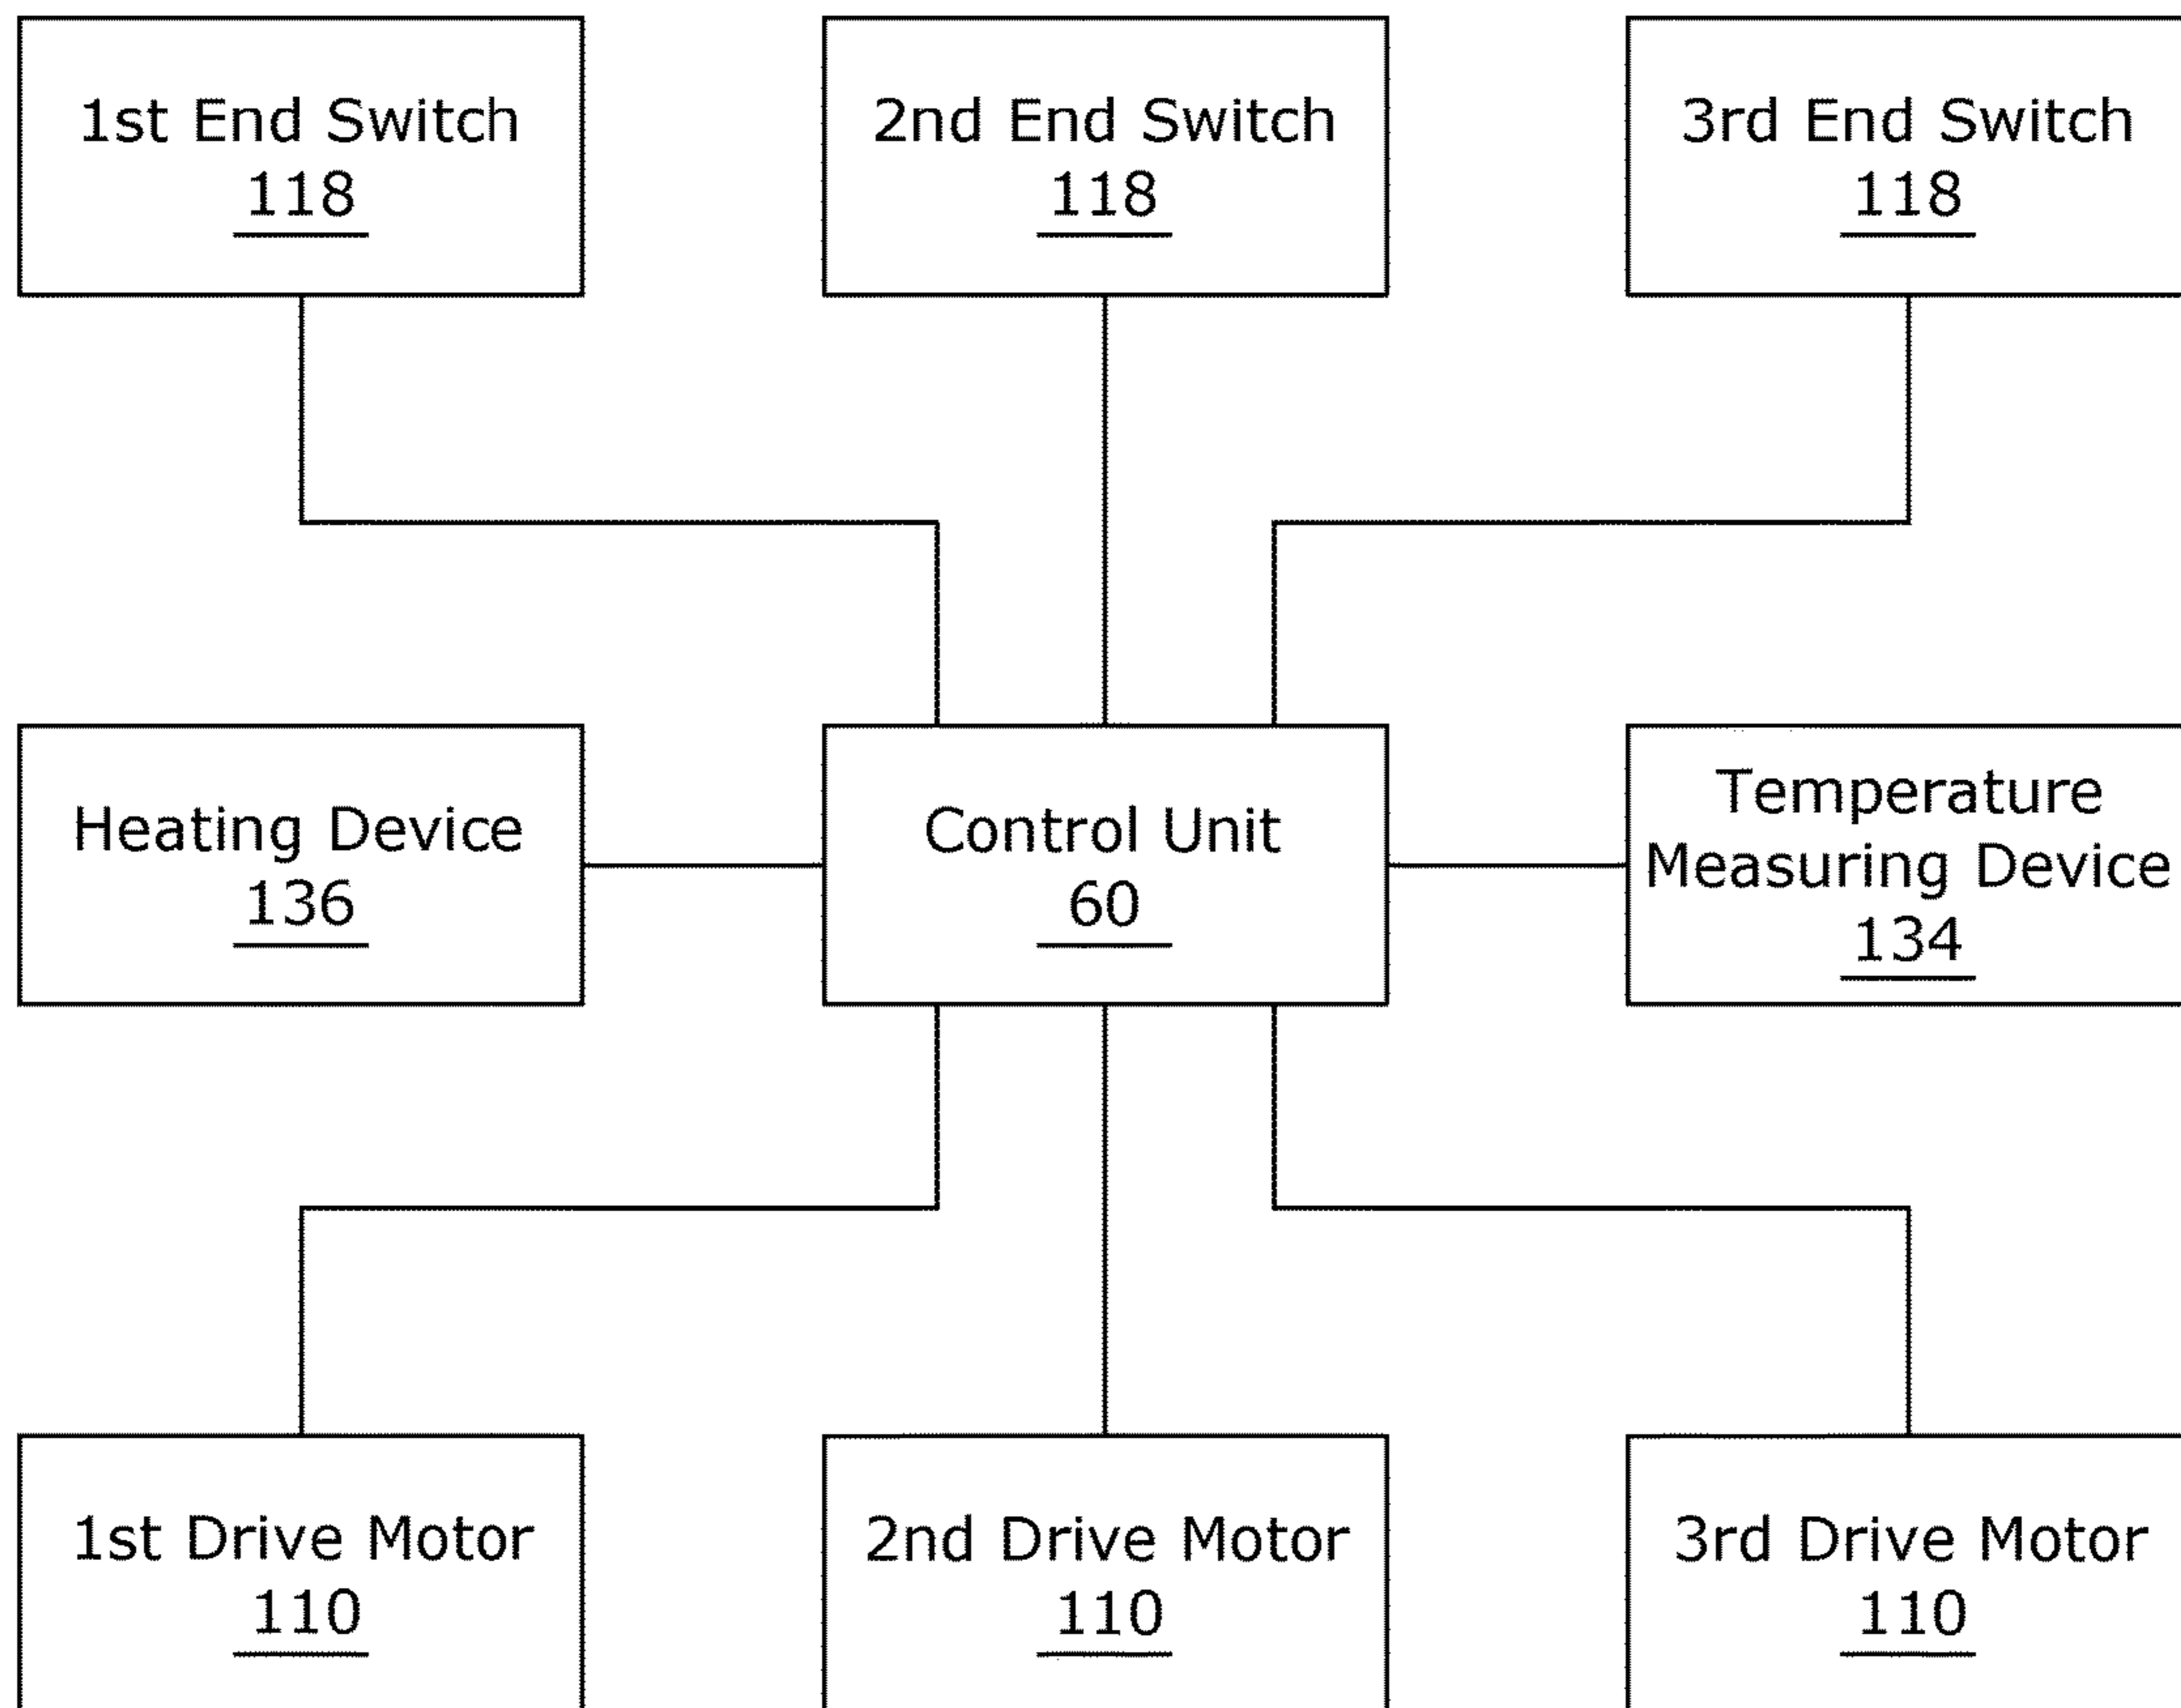 1st End Switch
118
2nd End Switch
118
3rd End Switch
118
Heating Device
136
Control Unit
60
Temperature
Measuring Device
134
1st Drive Motor
110
2nd Drive Motor
110
3rd Drive Motor
110